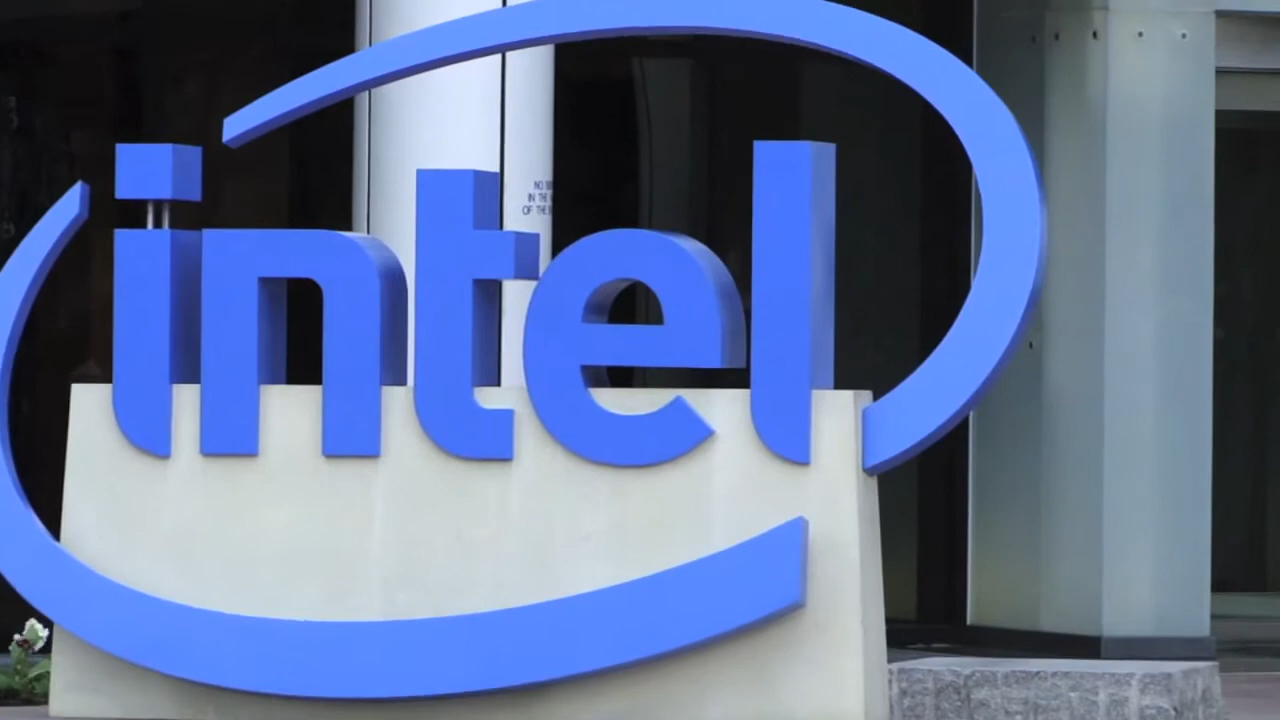 intel
NO
IN THE
OF THE